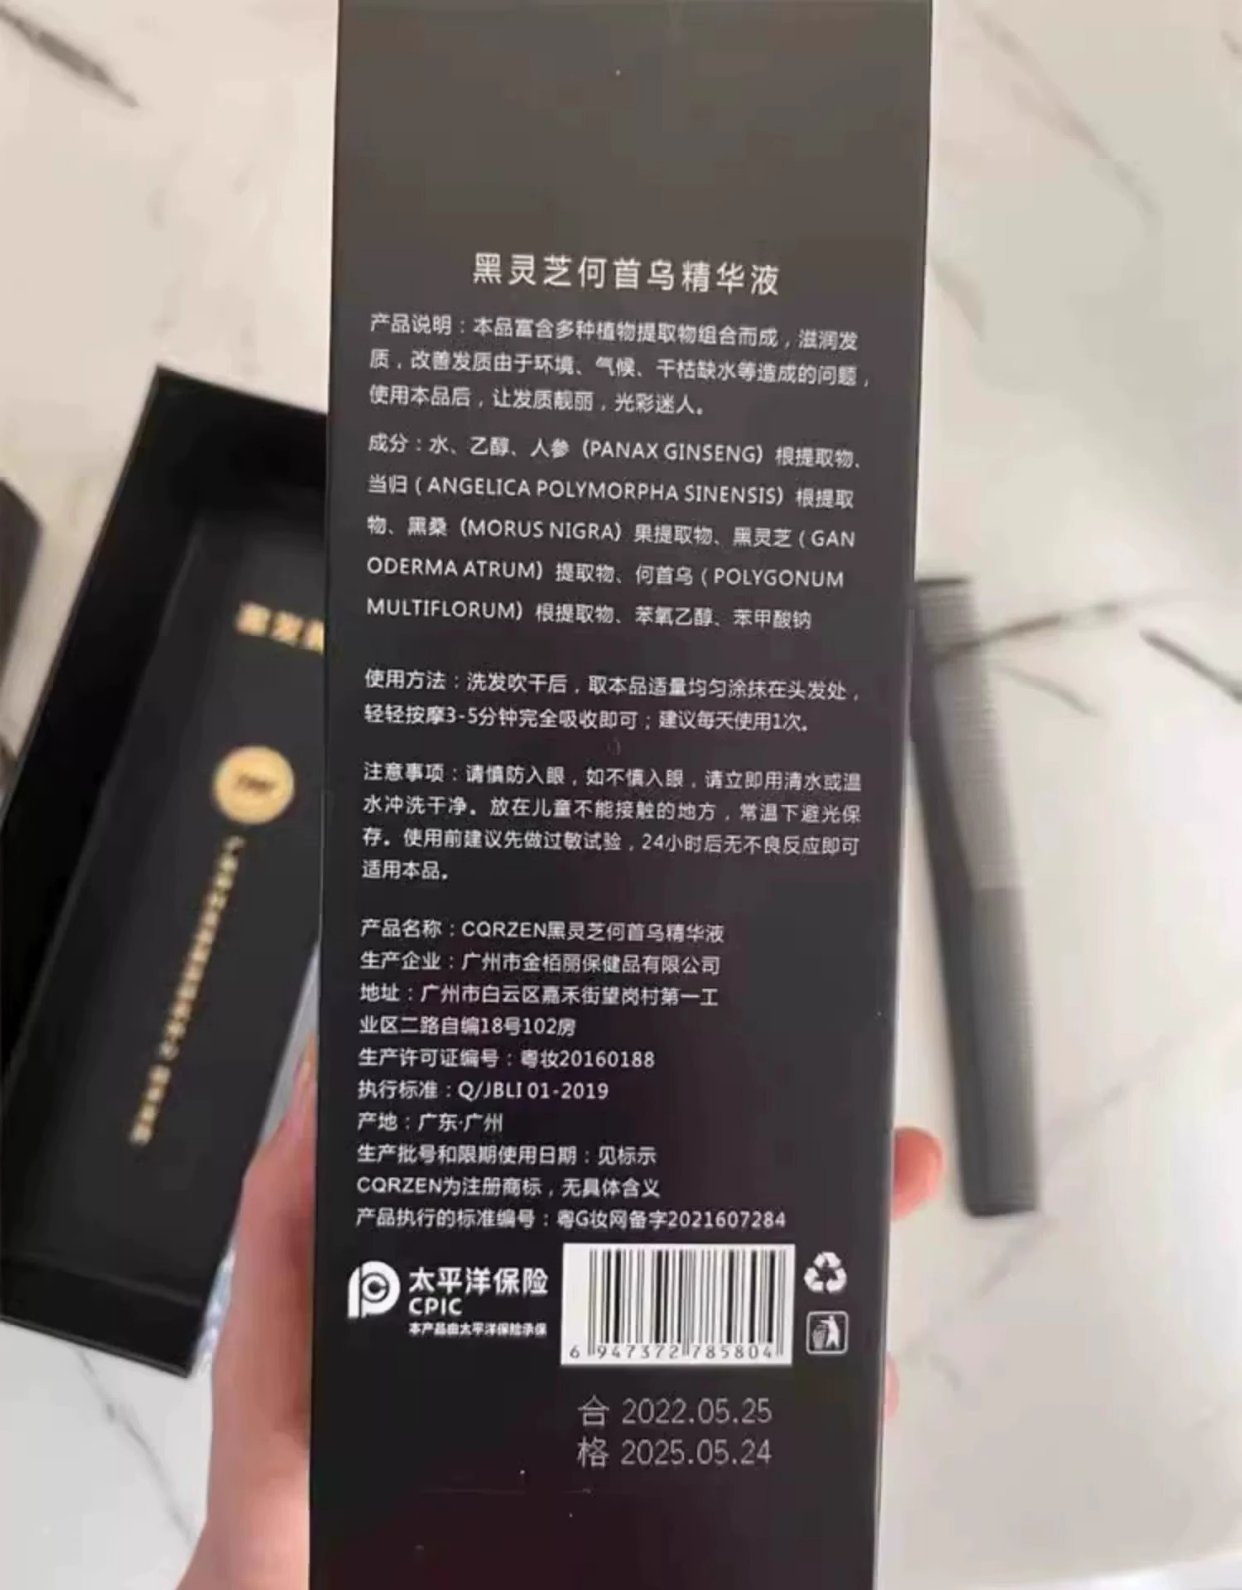 黑灵芝何首乌精华液
产品说明：本品富含多种植物提取物组合而成，滋润发
质，改善发质由于环境、气候、干枯缺水等造成的问题，
使用本品后，让发质靓丽，光彩迷人。
成分：水、乙醇、人参（PANAX GINSENG）根提取物、
当归（ANGELICA POLYMORPHA SINENSIS）根提取
物、黑桑（MORUS NIGRA）果提取物、黑灵芝（GAN
ODERMA ATRUM）提取物、何首乌（POLYGONUM
MULTIFLORUM）根提取物、苯氧乙醇、苯甲酸钠
使用方法：洗发吹干后，取本品适量均匀涂抹在头发处，
轻轻按摩3-5分钟完全吸收即可；建议每天使用1次。
注意事项：请慎防入眼，如不慎入眼，请立即用清水或温
水冲洗干净。放在儿童不能接触的地方，常温下避光保
存。使用前建议先做过敏试验，24小时后无不良反应即可
适用本品。
产品名称：CQRZEN黑灵芝何首乌精华液
生产企业：广州市金栢丽保健品有限公司
地址：广州市白云区嘉禾街望岗村第一工
业区二路自编18号102房
生产许可证编号：粤妆20160188
执行标准：Q/JBLI 01-2019
产地：广东·广州
生产批号和限期使用日期：见标示
CQRZEN为注册商标，无具体含义
产品执行的标准编号：粤G妆网备字2021607284
太平洋保险
CPIC
本产品由太平洋保险承保
6 947372 785804
合 2022.05.25
格 2025.05.24